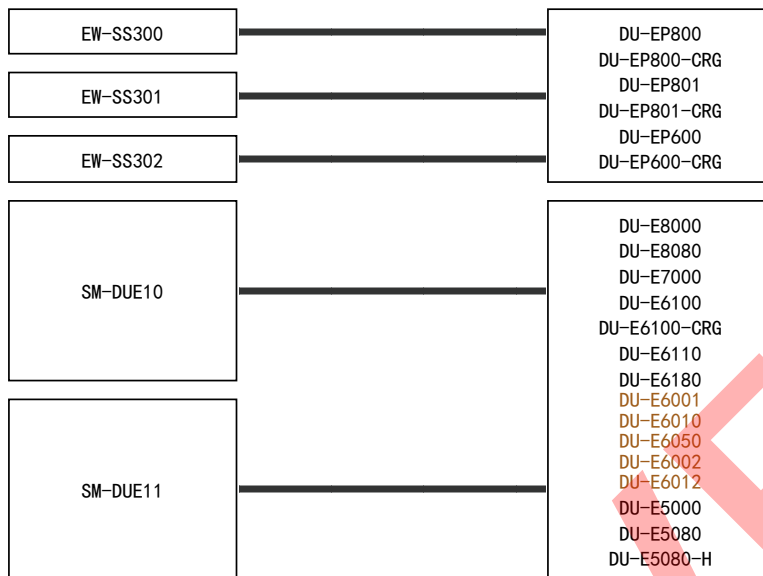 EW-SS300
EW-SS301
EW-SS302
DU-EP800
DU-EP800-CRG
DU-EP801
DU-EP801-CRG
DU-EP600
DU-EP600-CRG
SM-DUE10
SM-DUE11
DU-E8000
DU-E8080
DU-E7000
DU-E6100
DU-E6100-CRG
DU-E6110
DU-E6180
DU-E6001
DU-E6010
DU-E6050
DU-E6002
DU-E6012
DU-E5000
DU-E5080
DU-E5080-H